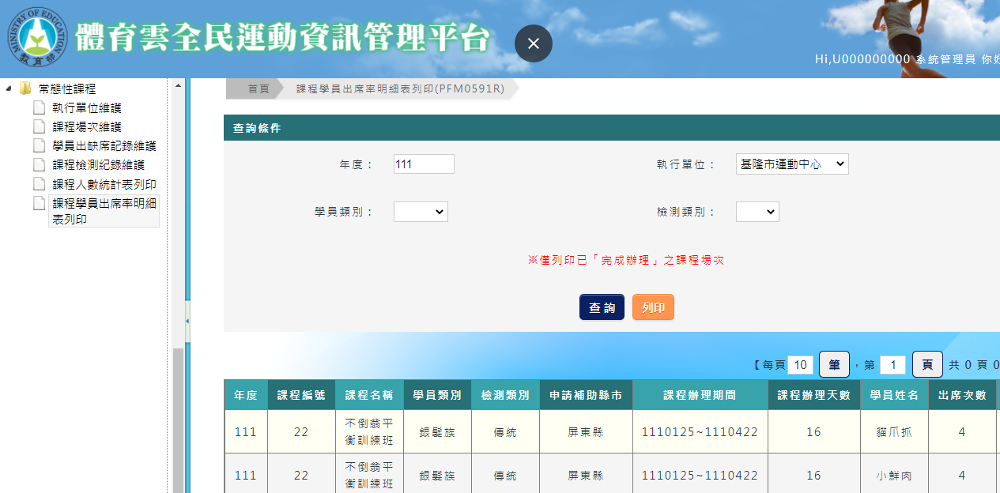 MINISTRY OF EDUCATION
教育部
體育雲全民運動資訊管理平台
Hi,U000000000 系統管理員 你好
常態性課程
執行單位維護
課程場次維護
學員出缺席記錄維護
課程檢測紀錄維護
課程人數統計表列印
課程學員出席率明細
表列印
首頁 課程學員出席率明細表列印(PFM0591R)
查詢條件
年度： 111 執行單位： 基隆市運動中心
學員類別： 檢測類別：
※僅列印已「完成辦理」之課程場次
查詢 列印
【每頁 10 筆 ，第 1 頁 共 0 頁 0
年度 課程編號 課程名稱 學員類別 檢測類別 申請補助縣市 課程辦理期間 課程辦理天數 學員姓名 出席次數
111 22 不倒翁平 銀髮族 傳統 屏東縣 1110125~1110422 16 貓爪抓 4
衡訓練班
111 22 不倒翁平 銀髮族 傳統 屏東縣 1110125~1110422 16 小鮮肉 4
衡訓練班